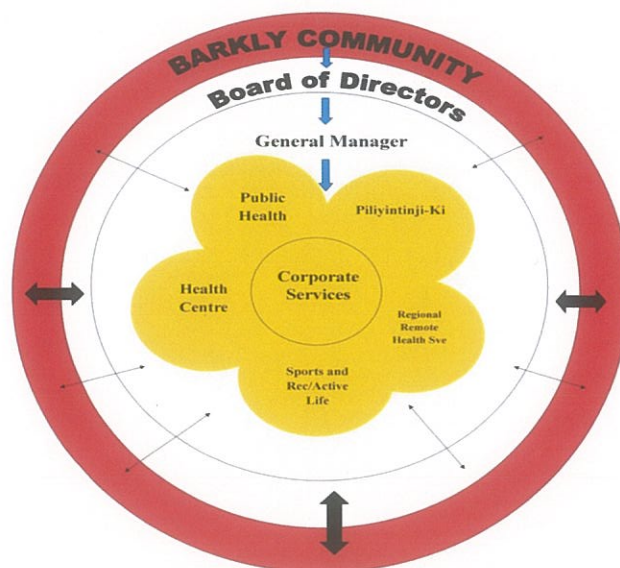 BARKLY COMMUNITY
Board of Directors
General Manager
Public
Health
Piliyintinji-Ki
Health
Centre
Corporate
Services
Regional
Remote
Health Sve
Sports and
Rec/Active
Life